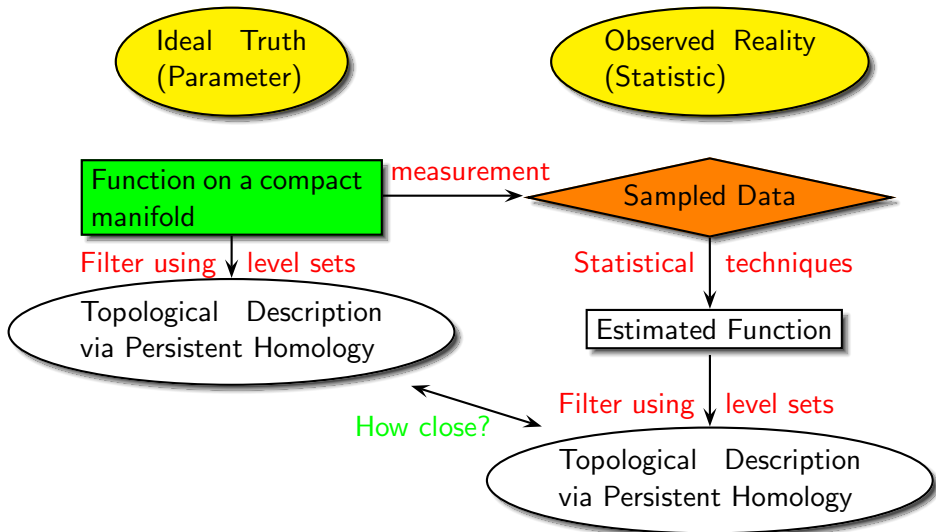 Ideal Truth
(Parameter)
Observed Reality
(Statistic)
Function on a compact
manifold
measurement
Sampled Data
Filter using level sets
Statistical techniques
Topological Description
via Persistent Homology
Estimated Function
How close?
Filter using level sets
Topological Description
via Persistent Homology